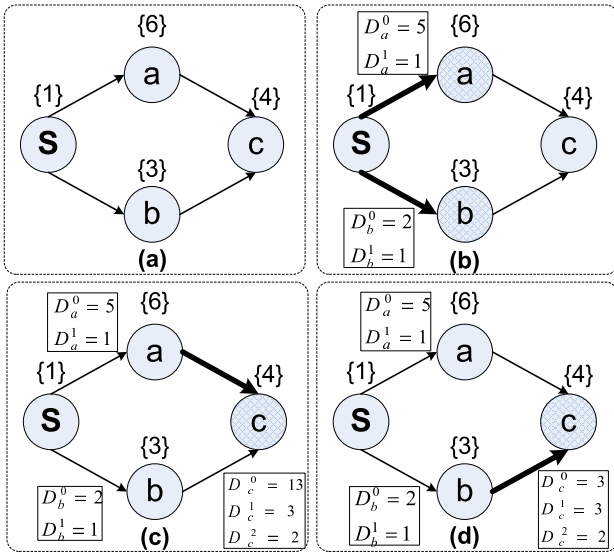 {6}
a
{1}
S
{4}
c
{3}
b
(a)
D_a^0 = 5
D_a^1 = 1
{6}
a
{1}
S
{4}
c
{3}
b
D_b^0 = 2
D_b^1 = 1
(b)
D_a^0 = 5
D_a^1 = 1
{6}
a
{1}
S
{4}
c
{3}
b
D_b^0 = 2
D_b^1 = 1
D_c^0 = 13
D_c^1 = 3
D_c^2 = 2
(c)
D_a^0 = 5
D_a^1 = 1
{6}
a
{1}
S
{4}
c
{3}
b
D_b^0 = 2
D_b^1 = 1
D_c^0 = 3
D_c^1 = 3
D_c^2 = 2
(d)